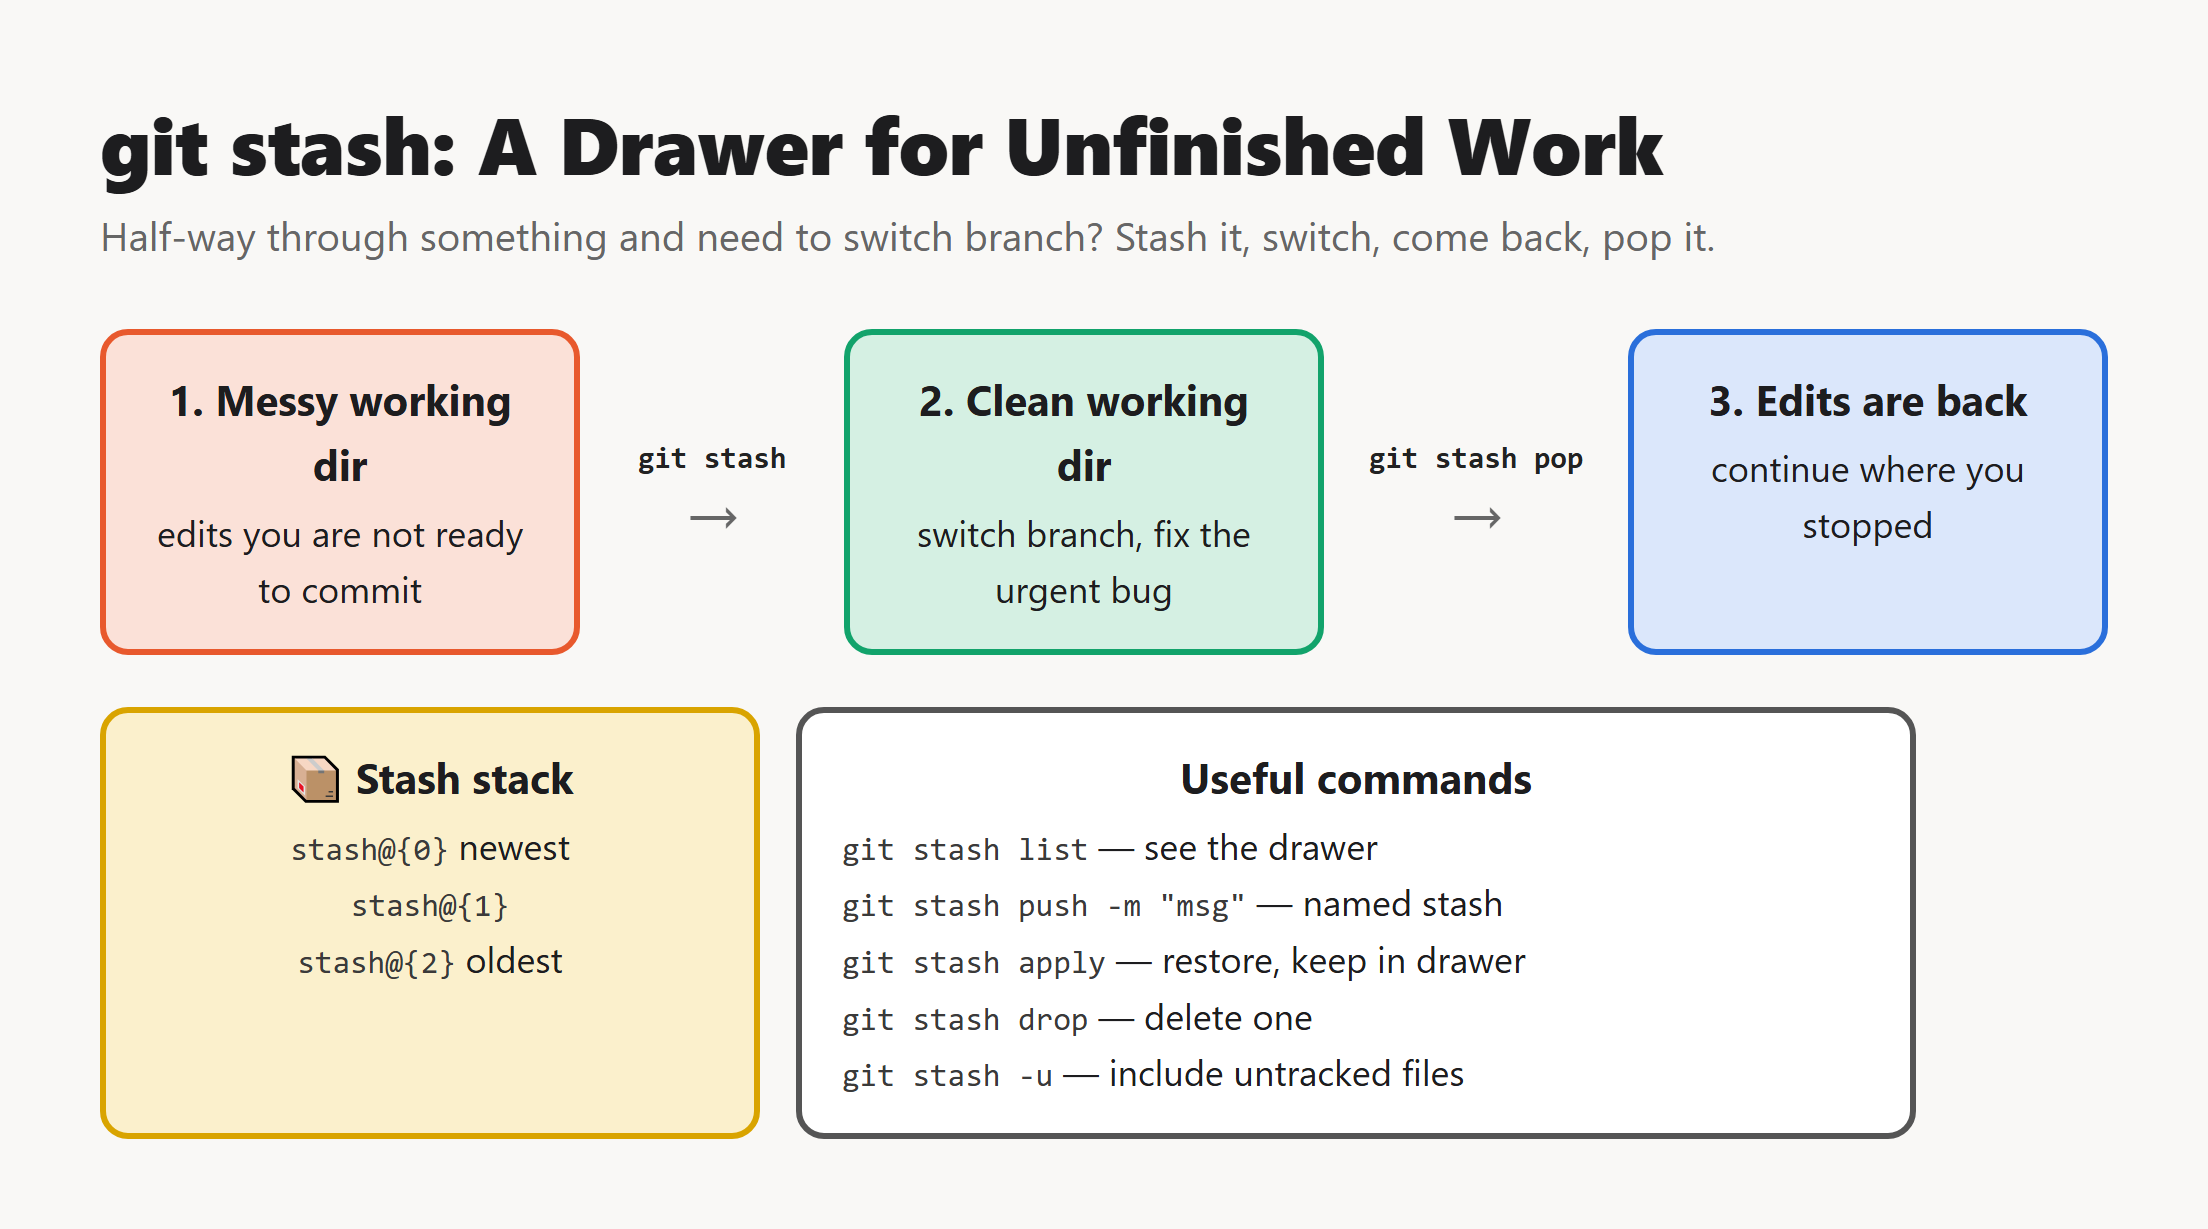 git stash: A Drawer for Unfinished Work
Half-way through something and need to switch branch? Stash it, switch, come back, pop it.
1. Messy working
dir
edits you are not ready
to commit
git stash
→
2. Clean working
dir
switch branch, fix the
urgent bug
git stash pop
→
3. Edits are back
continue where you
stopped
📦 Stash stack
stash@{0} newest
stash@{1}
stash@{2} oldest
Useful commands
git stash list — see the drawer
git stash push -m "msg" — named stash
git stash apply — restore, keep in drawer
git stash drop — delete one
git stash -u — include untracked files